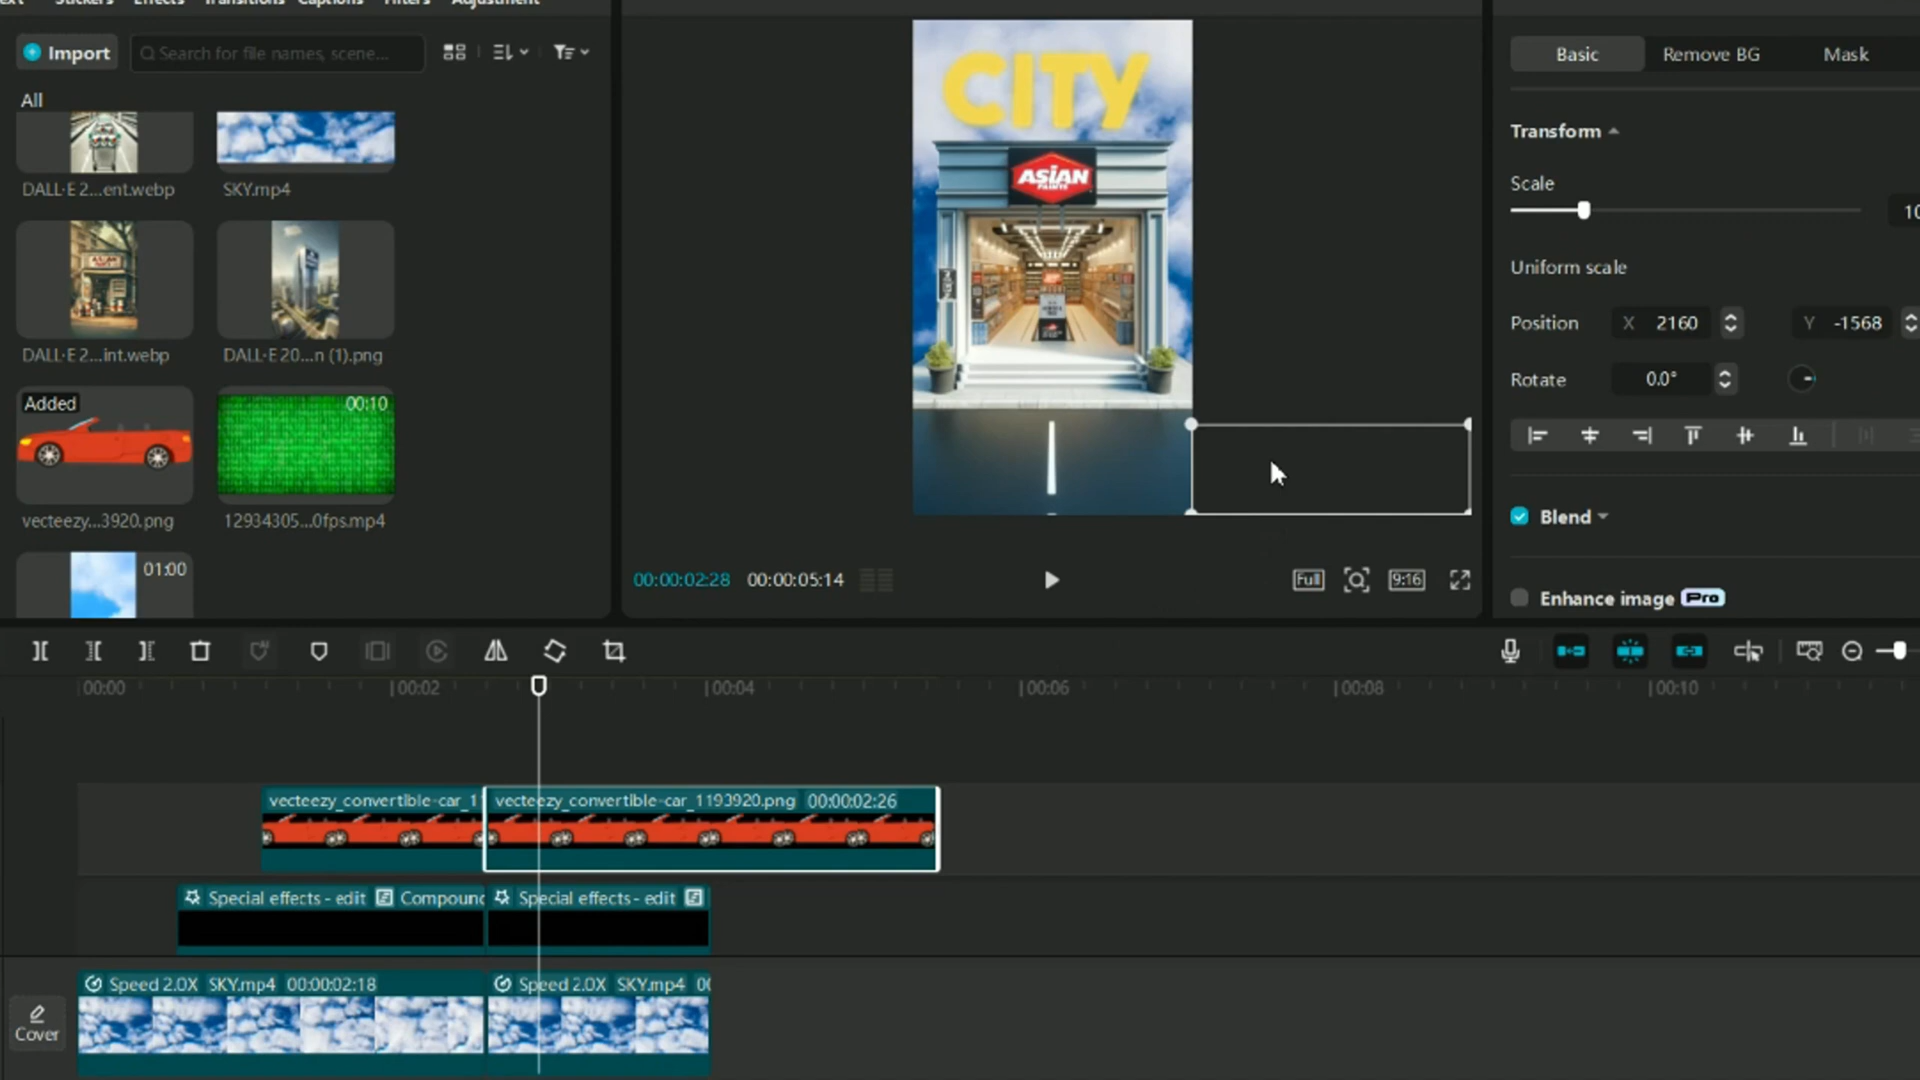 Stickers Effects Transitions Captions Filters Adjustment
Import
Search for file names, scene...
All
DALL·E 2...ent.webp
SKY.mp4
DALL·E 2...int.webp
DALL·E 20...n (1).png
Added
00:10
vecteezy...3920.png
12934305...0fps.mp4
01:00
CITY
ASIAN
PAINTS
ASIAN
00:00:02:28 00:00:05:14
Full
9:16
Basic Remove BG Mask
Transform
Scale
10
Uniform scale
Position X 2160 Y -1568
Rotate 0.0°
Blend
Enhance image Pro
00:00 00:02 00:04 00:06 00:08 00:10
vecteezy_convertible-car_11
vecteezy_convertible-car_1193920.png 00:00:02:26
Special effects - edit Compound
Special effects - edit
Cover
Speed 2.0X SKY.mp4 00:00:02:18
Speed 2.0X SKY.mp4 00